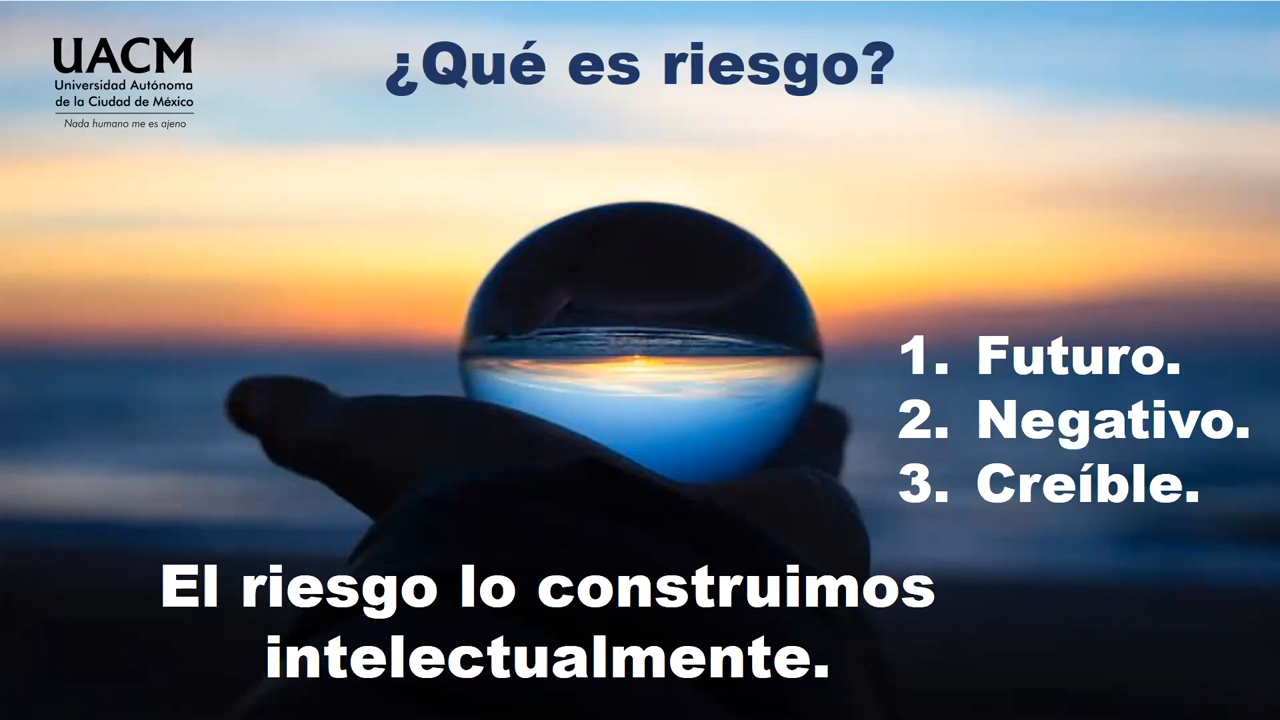 UACM
Universidad Autónoma
de la Ciudad de México
Nada humano me es ajeno
¿Qué es riesgo?
1. Futuro.
2. Negativo.
3. Creíble.
El riesgo lo construimos
intelectualmente.